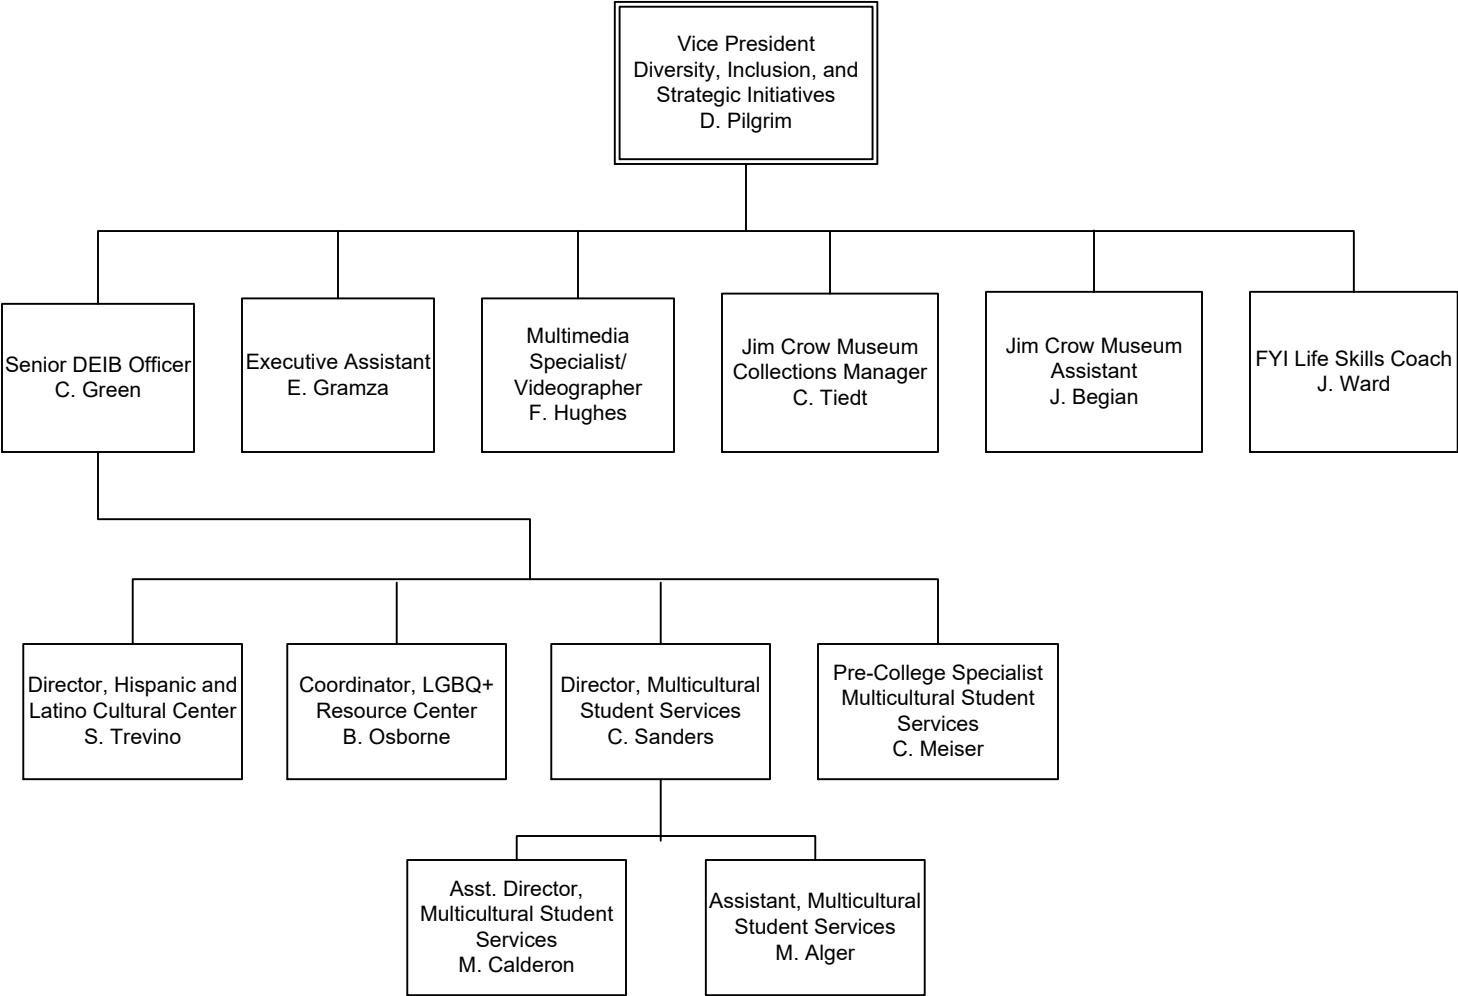 Vice President
Diversity, Inclusion, and
Strategic Initiatives
D. Pilgrim
Senior DEIB Officer
C. Green
Executive Assistant
E. Gramza
Multimedia
Specialist/
Videographer
F. Hughes
Jim Crow Museum
Collections Manager
C. Tiedt
Jim Crow Museum
Assistant
J. Begian
FYI Life Skills Coach
J. Ward
Director, Hispanic and
Latino Cultural Center
S. Trevino
Coordinator, LGBQ+
Resource Center
B. Osborne
Director, Multicultural
Student Services
C. Sanders
Pre-College Specialist
Multicultural Student
Services
C. Meiser
Asst. Director,
Multicultural Student
Services
M. Calderon
Assistant, Multicultural
Student Services
M. Alger